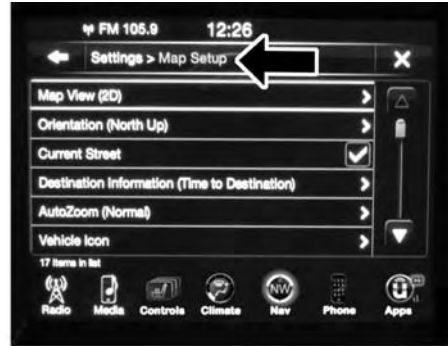 FM 105.9 12:26
Settings > Map Setup
Map View (2D)
Orientation (North Up)
Current Street
Destination Information (Time to Destination)
AutoZoom (Normal)
Vehicle Icon
17 items in list
NW
Radio Media Controls Climate Nav Phone Apps